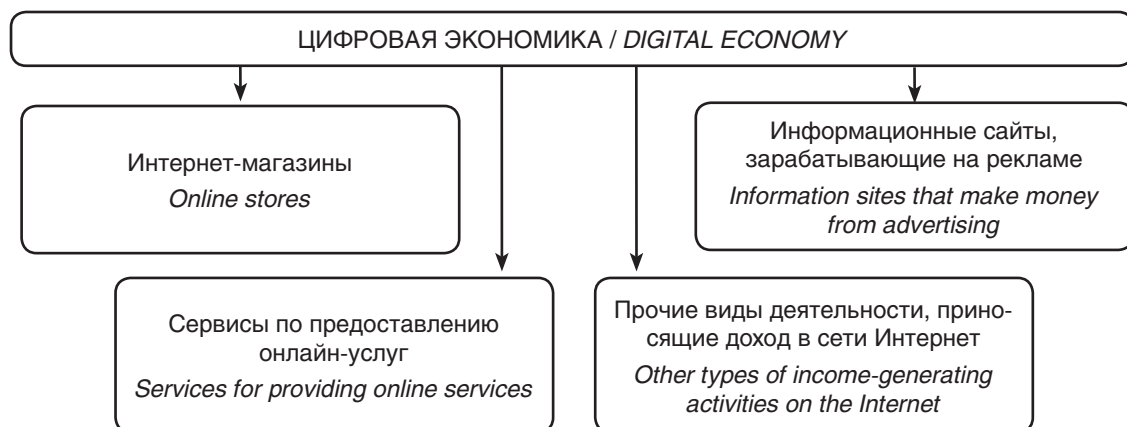 ЦИФРОВАЯ ЭКОНОМИКА / DIGITAL ECONOMY
Интернет-магазины
Online stores
Информационные сайты,
зарабатывающие на рекламе
Information sites that make money
from advertising
Сервисы по предоставлению
онлайн-услуг
Services for providing online services
Прочие виды деятельности, прино-
сящие доход в сети Интернет
Other types of income-generating
activities on the Internet